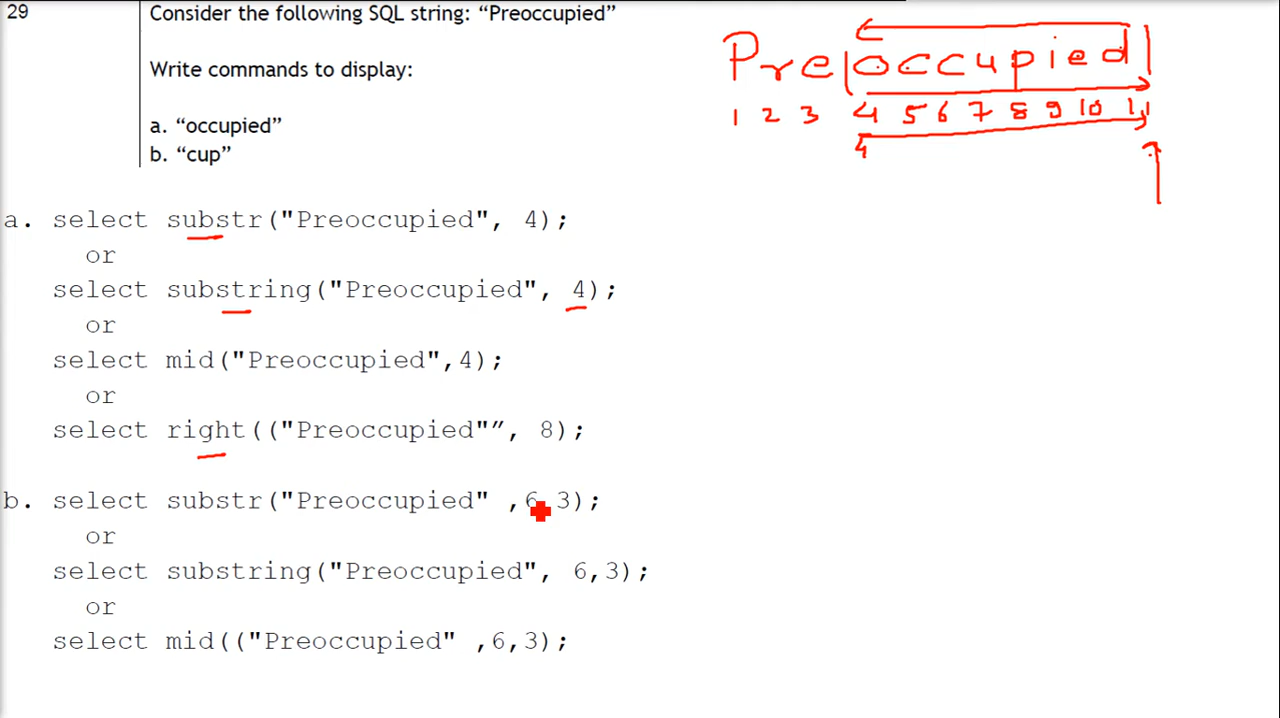 29
Consider the following SQL string: “Preoccupied”
Write commands to display:
a. “occupied”
b. “cup”
Preoccupied
1 2 3 4 5 6 7 8 9 10 11
4
a. select substr("Preoccupied", 4);
or
select substring("Preoccupied", 4);
or
select mid("Preoccupied",4);
or
select right(("Preoccupied"”, 8);
b. select substr("Preoccupied" ,6,3);
or
select substring("Preoccupied", 6,3);
or
select mid(("Preoccupied" ,6,3);